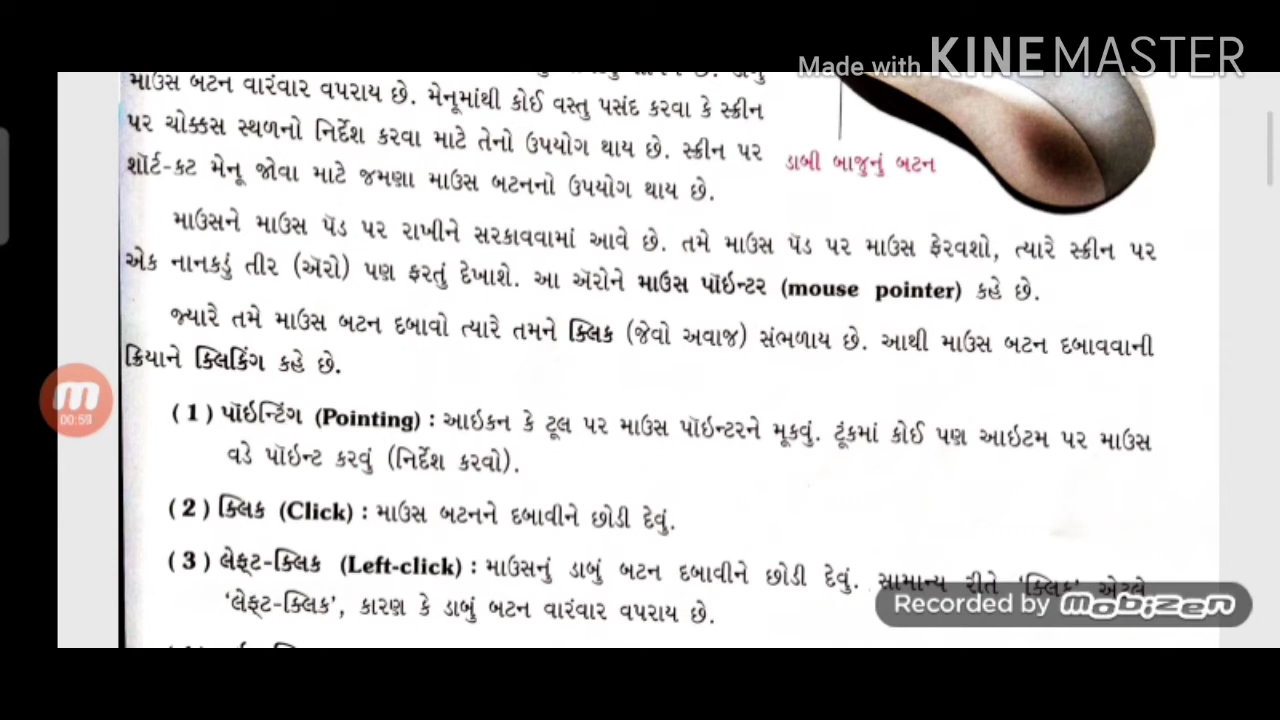 Made with KINEMASTER
માઉસ બટન વારંવાર વપરાય છે. મેનૂમાંથી કોઈ વસ્તુ પસંદ કરવા કે સ્ક્રીન
પર ચોક્કસ સ્થળનો નિર્દેશ કરવા માટે તેનો ઉપયોગ થાય છે. સ્ક્રીન પર
ડાબી બાજુનું બટન
શૉર્ટ-કટ મેનૂ જોવા માટે જમણા માઉસ બટનનો ઉપયોગ થાય છે.
માઉસને માઉસ પૅડ પર રાખીને સરકાવવામાં આવે છે. તમે માઉસ પૅડ પર માઉસ ફેરવશો, ત્યારે સ્ક્રીન પર
એક નાનકડું તીર (ઍરો) પણ ફરતું દેખાશે. આ ઍરોને માઉસ પૉઇન્ટર (mouse pointer) કહે છે.
જ્યારે તમે માઉસ બટન દબાવો ત્યારે તમને ક્લિક (જેવો અવાજ) સંભળાય છે. આથી માઉસ બટન દબાવવાની
ક્રિયાને ક્લિકિંગ કહે છે.
00:59
(1) પૉઇન્ટિંગ (Pointing) : આઇકન કે ટૂલ પર માઉસ પૉઇન્ટરને મૂકવું. ટૂંકમાં કોઈ પણ આઇટમ પર માઉસ
વડે પૉઇન્ટ કરવું (નિર્દેશ કરવો).
(2) ક્લિક (Click) : માઉસ બટનને દબાવીને છોડી દેવું.
(3) લેફ્ટ-ક્લિક (Left-click) : માઉસનું ડાબું બટન દબાવીને છોડી દેવું. સામાન્ય રીતે ‘ક્લિક’ એટલે
‘લેફ્ટ-ક્લિક’, કારણ કે ડાબું બટન વારંવાર વપરાય છે.
Recorded by mobizen